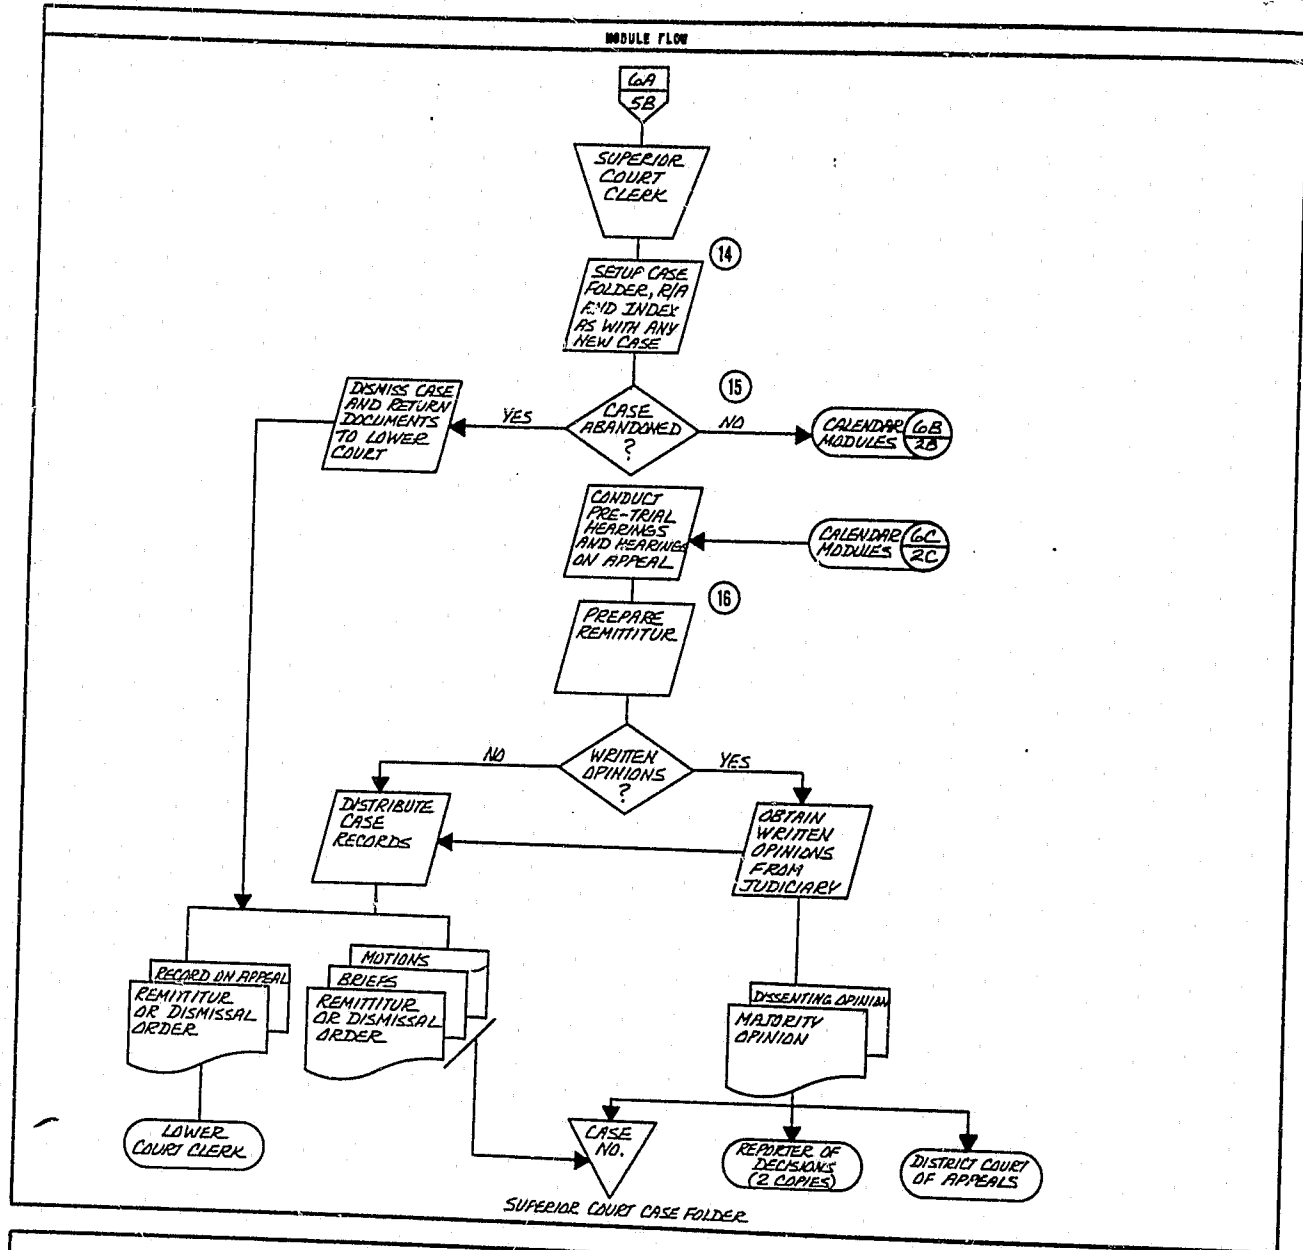 MODULE FLOW
6A
5B
SUPERIOR
COURT
CLERK
14
SETUP CASE
FOLDER, R/A
AND INDEX
AS WITH ANY
NEW CASE
15
DISMISS CASE
AND RETURN
DOCUMENTS
TO LOWER
COURT
YES
CASE
ABANDONED
?
NO
CALENDAR
MODULES
6B
2B
CONDUCT
PRE-TRIAL
HEARINGS
AND HEARINGS
ON APPEAL
CALENDAR
MODULES
6C
2C
16
PREPARE
REMITTITUR
NO
WRITTEN
OPINIONS
?
YES
DISTRIBUTE
CASE
RECORDS
OBTAIN
WRITTEN
OPINIONS
FROM
JUDICIARY
RECORD ON APPEAL
REMITTITUR
OR DISMISSAL
ORDER
MOTIONS
BRIEFS
REMITTITUR
OR DISMISSAL
ORDER
DISSENTING OPINION
MAJORITY
OPINION
LOWER
COURT CLERK
CASE
NO.
REPORTER OF
DECISIONS
(2 COPIES)
DISTRICT COURT
OF APPEALS
SUPERIOR COURT CASE FOLDER